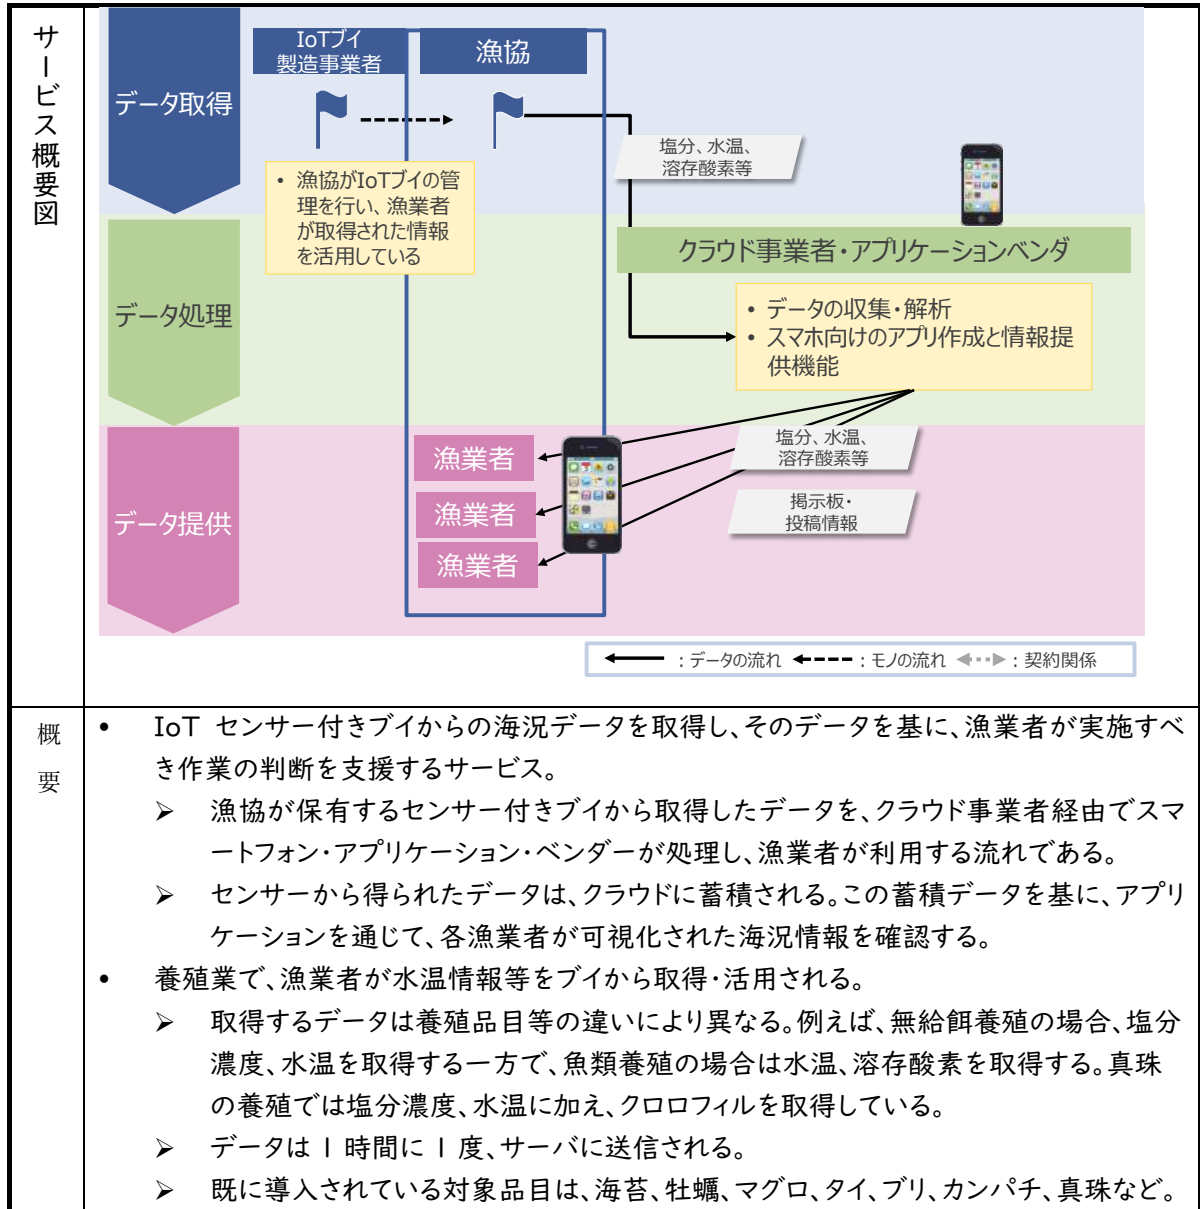 サービス概要図
データ取得
IoTブイ
製造事業者
漁協
・ 漁協がIoTブイの管
理を行い、漁業者
が取得された情報
を活用している
塩分、水温、
溶存酸素等
クラウド事業者・アプリケーションベンダ
データ処理
・ データの収集・解析
・ スマホ向けのアプリ作成と情報提
供機能
データ提供
漁業者
漁業者
漁業者
塩分、水温、
溶存酸素等
掲示板・
投稿情報
：データの流れ ：モノの流れ ：契約関係
概要
• IoT センサー付きブイからの海況データを取得し、そのデータを基に、漁業者が実施すべ
き作業の判断を支援するサービス。
➢ 漁協が保有するセンサー付きブイから取得したデータを、クラウド事業者経由でスマ
ートフォン・アプリケーション・ベンダーが処理し、漁業者が利用する流れである。
➢ センサーから得られたデータは、クラウドに蓄積される。この蓄積データを基に、アプリ
ケーションを通じて、各漁業者が可視化された海況情報を確認する。
• 養殖業で、漁業者が水温情報等をブイから取得・活用される。
➢ 取得するデータは養殖品目等の違いにより異なる。例えば、無給餌養殖の場合、塩分
濃度、水温を取得する一方で、魚類養殖の場合は水温、溶存酸素を取得する。真珠
の養殖では塩分濃度、水温に加え、クロロフィルを取得している。
➢ データは 1 時間に 1 度、サーバに送信される。
➢ 既に導入されている対象品目は、海苔、牡蠣、マグロ、タイ、ブリ、カンパチ、真珠など。